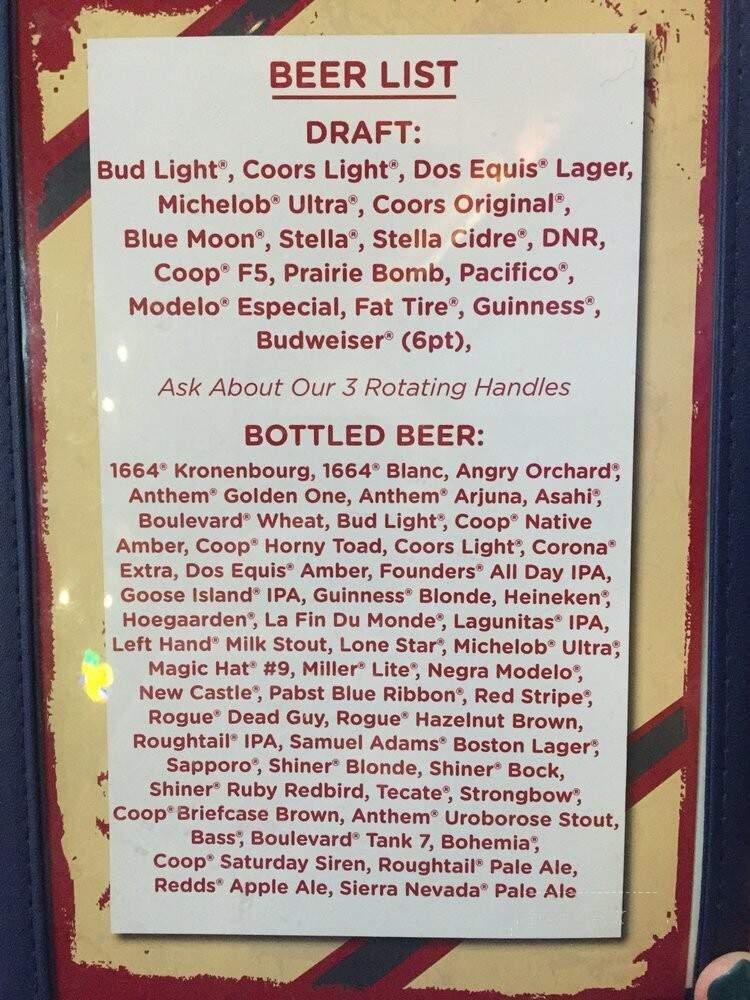 BEER LIST
DRAFT:
Bud Light®, Coors Light®, Dos Equis® Lager,
Michelob® Ultra®, Coors Original®,
Blue Moon®, Stella®, Stella Cidre®, DNR,
Coop® F5, Prairie Bomb, Pacifico®,
Modelo® Especial, Fat Tire®, Guinness®,
Budweiser® (6pt),
Ask About Our 3 Rotating Handles
BOTTLED BEER:
1664® Kronenbourg, 1664® Blanc, Angry Orchard®,
Anthem® Golden One, Anthem® Arjuna, Asahi®,
Boulevard® Wheat, Bud Light®, Coop® Native
Amber, Coop® Horny Toad, Coors Light®, Corona®
Extra, Dos Equis® Amber, Founders® All Day IPA,
Goose Island® IPA, Guinness® Blonde, Heineken®,
Hoegaarden®, La Fin Du Monde®, Lagunitas® IPA,
Left Hand® Milk Stout, Lone Star®, Michelob® Ultra®,
Magic Hat® #9, Miller® Lite®, Negra Modelo®,
New Castle®, Pabst Blue Ribbon®, Red Stripe®,
Rogue® Dead Guy, Rogue® Hazelnut Brown,
Roughtail® IPA, Samuel Adams® Boston Lager®,
Sapporo®, Shiner® Blonde, Shiner® Bock,
Shiner® Ruby Redbird, Tecate®, Strongbow®,
Coop® Briefcase Brown, Anthem® Uroborose Stout,
Bass®, Boulevard® Tank 7, Bohemia®,
Coop® Saturday Siren, Roughtail® Pale Ale,
Redds® Apple Ale, Sierra Nevada® Pale Ale